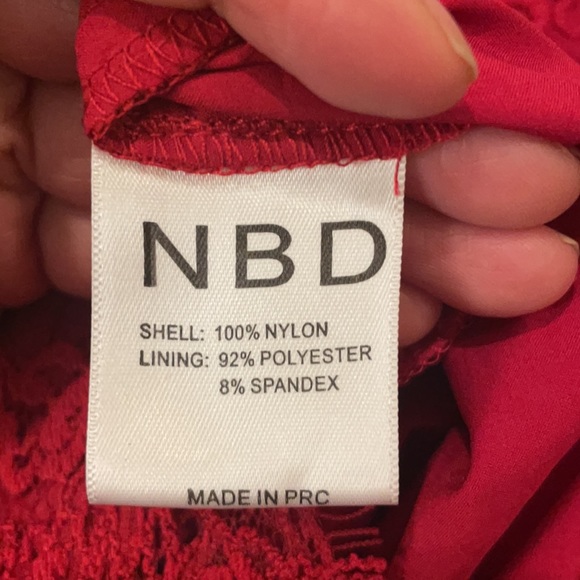 NBD
SHELL: 100% NYLON
LINING: 92% POLYESTER
8% SPANDEX
MADE IN PRC